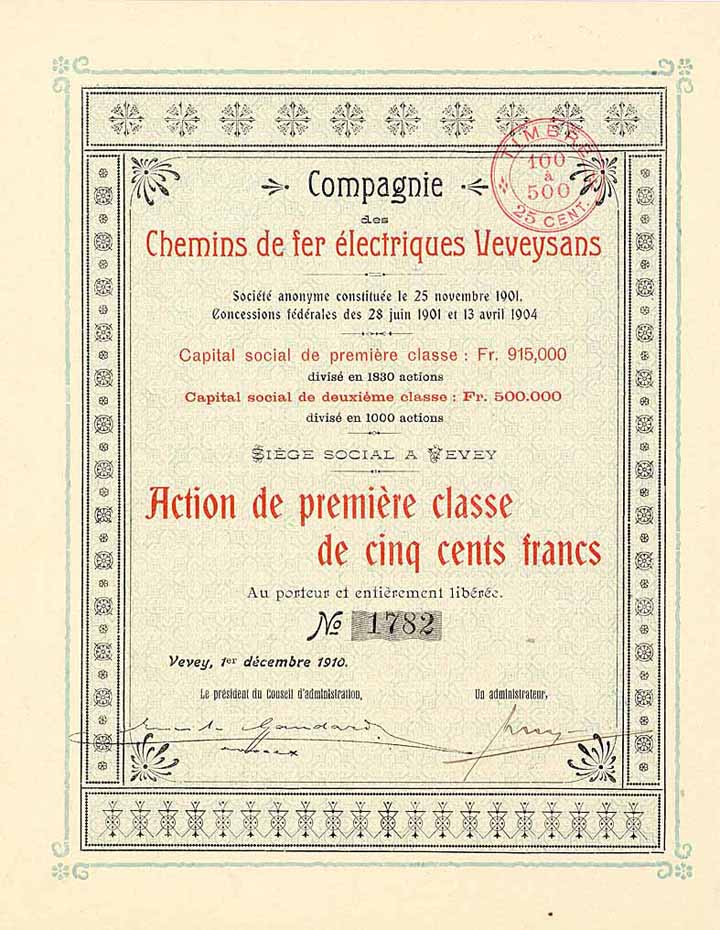 TIMBRE
100
à
500
25 CENT.
Compagnie
des
Chemins de fer électriques Veveysans
Société anonyme constituée le 25 novembre 1901.
Concessions fédérales des 28 juin 1901 et 13 avril 1904
Capital social de première classe : Fr. 915,000
divisé en 1830 actions
Capital social de deuxième classe : Fr. 500.000
divisé en 1000 actions
SIÈGE SOCIAL A VEVEY
Action de première classe
de cinq cents francs
Au porteur et entièrement libérée.
No 1782
Vevey, 1er décembre 1910.
Le président du Conseil d'administration, Un administrateur,
Gaudard